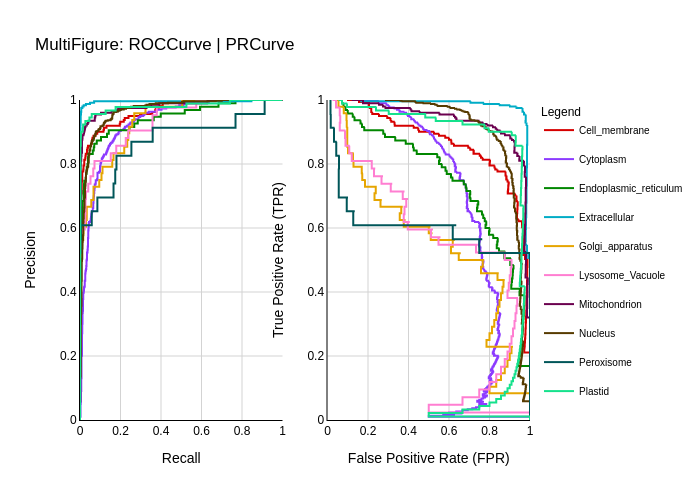 MultiFigure: ROCCurve | PRCurve
Precision
1
0.8
0.6
0.4
0.2
0
0
0.2
0.4
0.6
0.8
1
Recall
True Positive Rate (TPR)
1
0.8
0.6
0.4
0.2
0
0
0.2
0.4
0.6
0.8
1
False Positive Rate (FPR)
Legend
Cell_membrane
Cytoplasm
Endoplasmic_reticulum
Extracellular
Golgi_apparatus
Lysosome_Vacuole
Mitochondrion
Nucleus
Peroxisome
Plastid